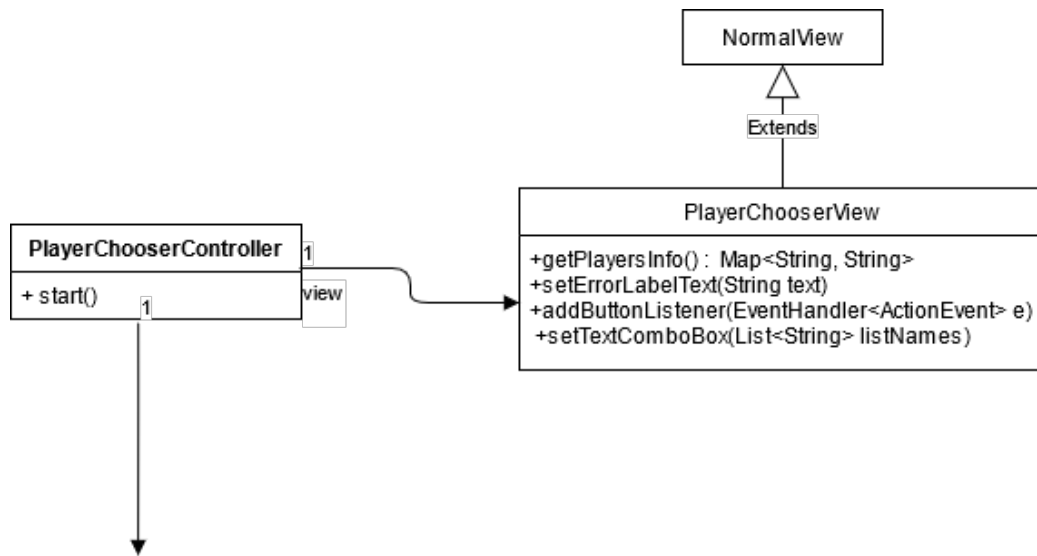 NormalView
Extends
PlayerChooserView
+getPlayersInfo() : Map<String, String>
+setErrorLabelText(String text)
+addButtonListener(EventHandler<ActionEvent> e)
+setTextComboBox(List<String> listNames)
PlayerChooserController
+ start()
1
view
1